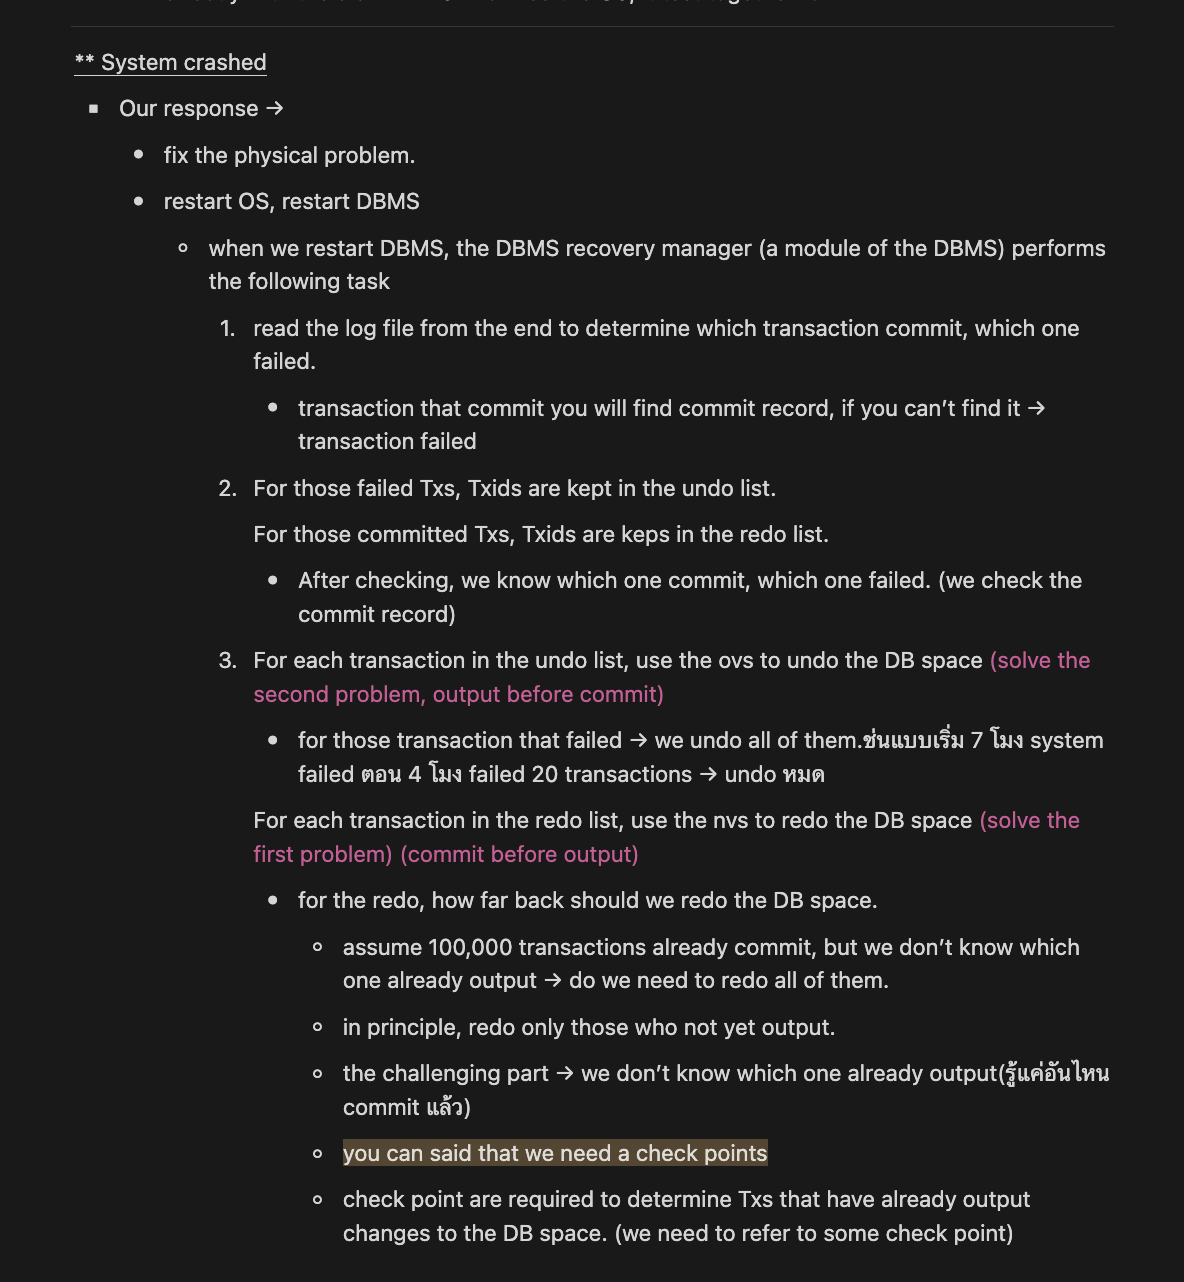 ** System crashed
Our response →
fix the physical problem.
restart OS, restart DBMS
when we restart DBMS, the DBMS recovery manager (a module of the DBMS) performs
the following task
1. read the log file from the end to determine which transaction commit, which one
failed.
transaction that commit you will find commit record, if you can’t find it →
transaction failed
2. For those failed Txs, Txids are kept in the undo list.
For those committed Txs, Txids are keps in the redo list.
After checking, we know which one commit, which one failed. (we check the
commit record)
3. For each transaction in the undo list, use the ovs to undo the DB space (solve the
second problem, output before commit)
for those transaction that failed → we undo all of them.ช่นแบบเริ่ม 7 โมง system
failed ตอน 4 โมง failed 20 transactions → undo หมด
For each transaction in the redo list, use the nvs to redo the DB space (solve the
first problem) (commit before output)
for the redo, how far back should we redo the DB space.
assume 100,000 transactions already commit, but we don’t know which
one already output → do we need to redo all of them.
in principle, redo only those who not yet output.
the challenging part → we don’t know which one already output(รู้แค่อันไหน
commit แล้ว)
you can said that we need a check points
check point are required to determine Txs that have already output
changes to the DB space. (we need to refer to some check point)